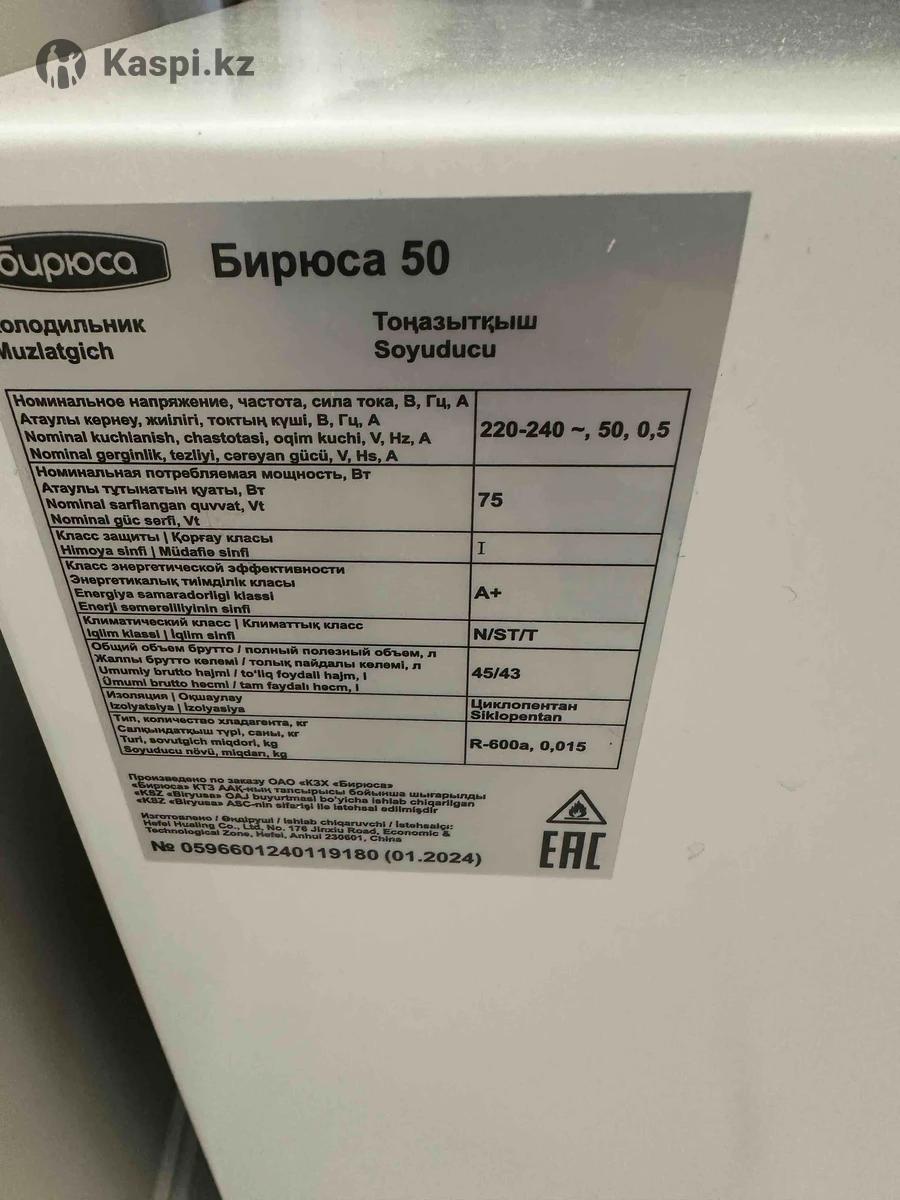 Kaspi.kz
бирюса
Бирюса 50
олодильник
Тоңазытқыш
Muzlatgich
Soyuducu
Номинальное напряжение, частота, сила тока, В, Гц, А
Атаулы кернеу, жиілігі, токтың күші, В, Гц, А
Nominal kuchlanish, chastotasi, oqim kuchi, V, Hz, A
Nominal gərginlik, tezliyi, cərəyan gücü, V, Hs, A
220-240 ~, 50, 0,5
Номинальная потребляемая мощность, Вт
Атаулы тұтынатын қуаты, Вт
Nominal sarflangan quvvat, Vt
Nominal güc sərfi, Vt
75
Класс защиты | Қорғау класы
Himoya sinfi | Müdafiə sinfi
I
Класс энергетической эффективности
Энергетикалық тиімділік класы
Energiya samaradorligi klassi
Enerji səmərəliliyinin sinfi
A+
Климатический класс | Климаттық класс
Iqlim klassi | İqlim sinfi
N/ST/T
Общий объем брутто / полный полезный объем, л
Жалпы брутто көлемі / толық пайдалы көлемі, л
Umumiy brutto hajmi / to'liq foydali hajm, l
Ümumi brutto həcmi / tam faydalı həcm, l
45/43
Изоляция | Оқшаулау
Izolyatsiya | İzolyasiya
Циклопентан
Siklopentan
Тип, количество хладагента, кг
Салқындатқыш түрі, саны, кг
Turi, sovutgich miqdori, kg
Soyuducu növü, miqdarı, kg
R-600a, 0,015
Произведено по заказу ОАО «КЗХ «Бирюса»
«Бирюса» КТЗ ААҚ-ның тапсырысы бойынша шығарылды
«KSZ «Biryusa» OAJ buyurtmasi bo'yicha ishlab chiqarilgan
«KSZ «Biryusa» ASC-nin sifarişi ilə istehsal edilmişdir
Изготовлено / Өндіруші / Ishlab chiqaruvchi / İstehsalçı:
Hefei Hualing Co., Ltd, No. 176 Jinxiu Road, Economic &
Technological Zone, Hefei, Anhui 230601, China
№ 0596601240119180 (01.2024)
EAC